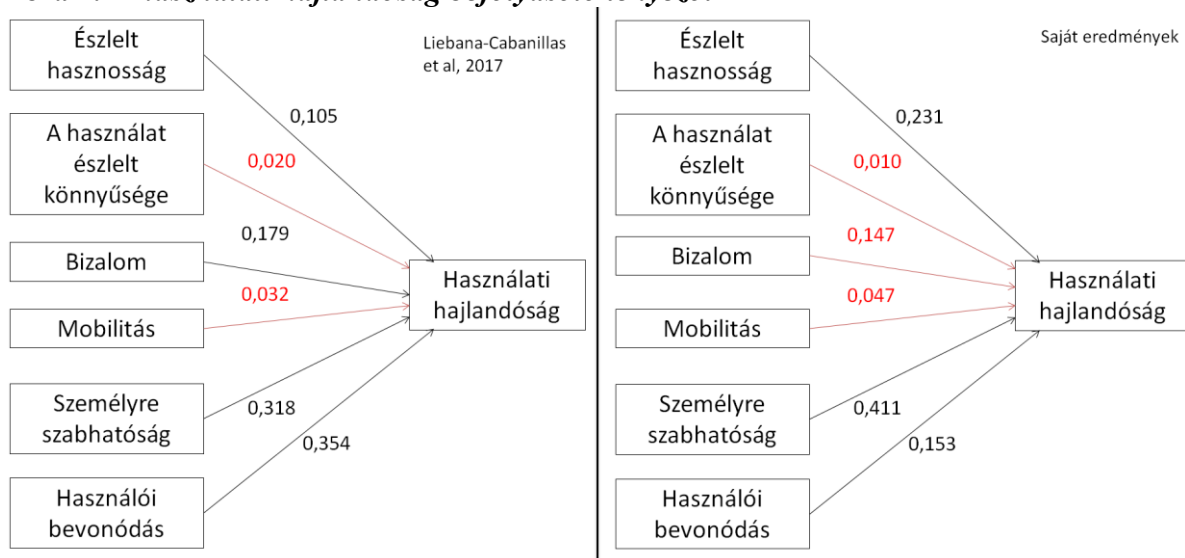 Észlelt
hasznosság
Liebana-Cabanillas
et al, 2017
0,105
A használat
észlelt
könnyűsége
0,020
0,179
Bizalom
0,032
Mobilitás
Használati
hajlandóság
Személyre
szabhatóság
0,318
0,354
Használói
bevonódás
Észlelt
hasznosság
Saját eredmények
0,231
A használat
észlelt
könnyűsége
0,010
0,147
Bizalom
0,047
Mobilitás
Használati
hajlandóság
Személyre
szabhatóság
0,411
0,153
Használói
bevonódás